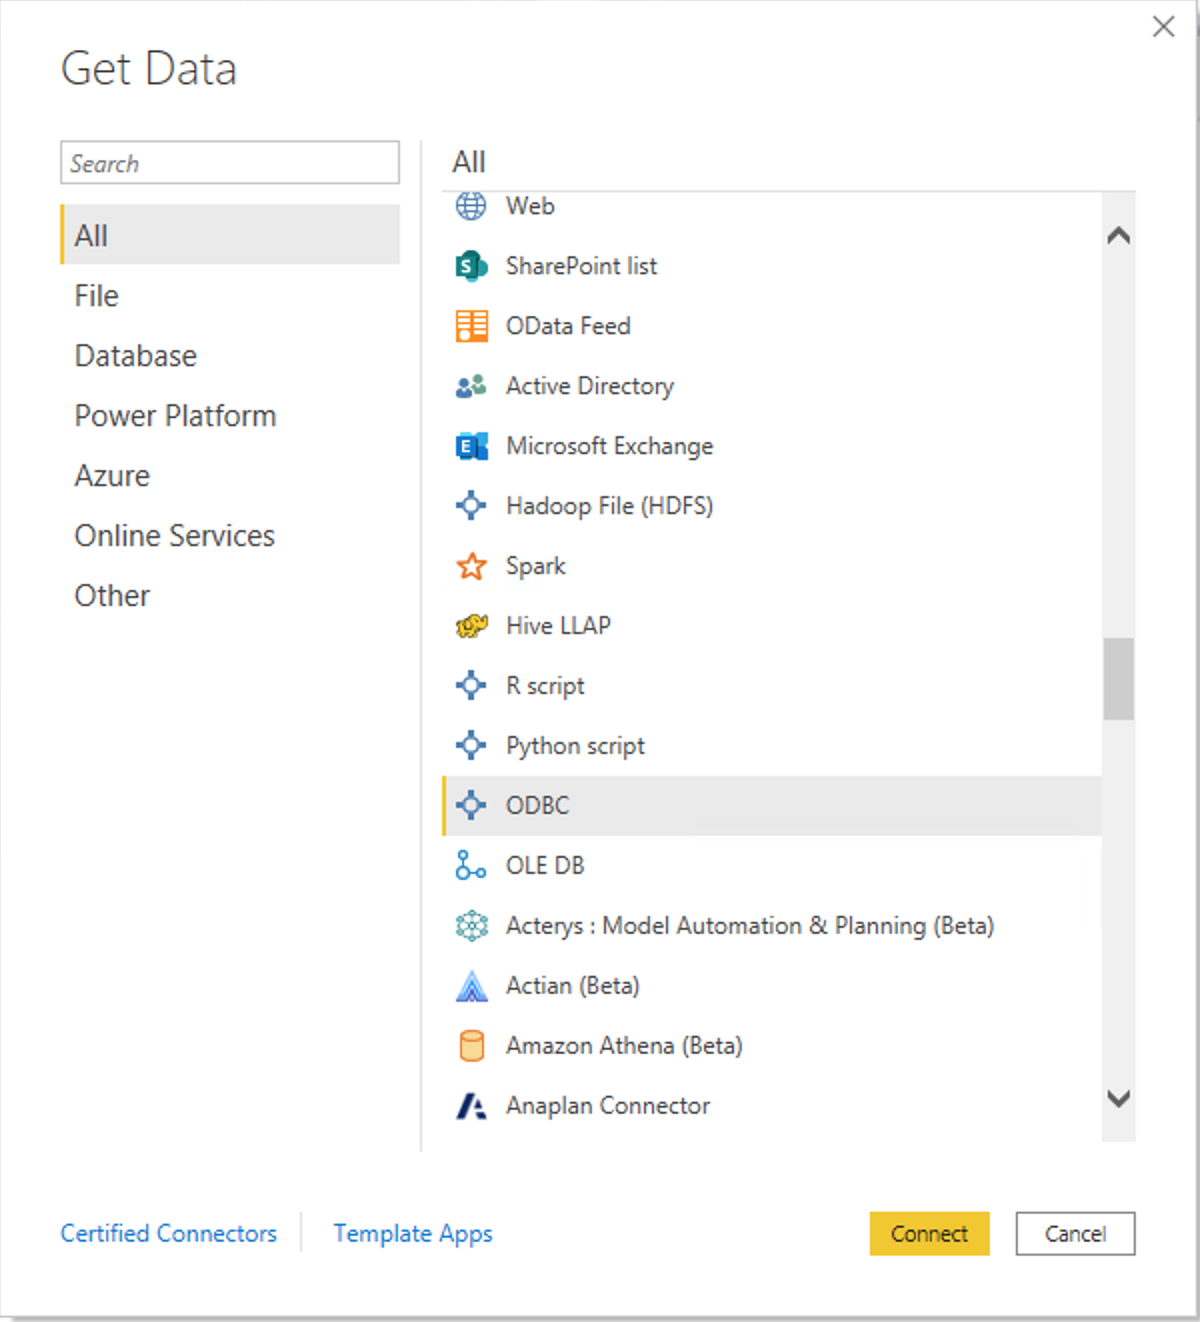 Get Data
Search
All
File
Database
Power Platform
Azure
Online Services
Other
All
Web
SharePoint list
OData Feed
Active Directory
Microsoft Exchange
Hadoop File (HDFS)
Spark
Hive LLAP
R script
Python script
ODBC
OLE DB
Acterys : Model Automation & Planning (Beta)
Actian (Beta)
Amazon Athena (Beta)
Anaplan Connector
Certified Connectors
Template Apps
Connect
Cancel